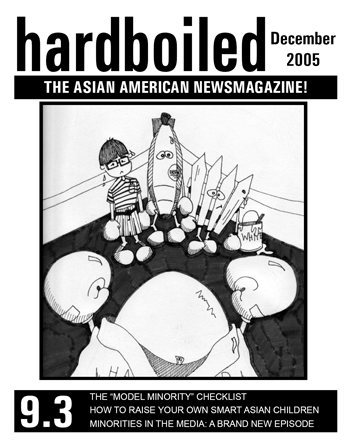 hardboiled
December
2005
THE ASIAN AMERICAN NEWSMAGAZINE!
9.3
THE "MODEL MINORITY" CHECKLIST
HOW TO RAISE YOUR OWN SMART ASIAN CHILDREN
MINORITIES IN THE MEDIA: A BRAND NEW EPISODE